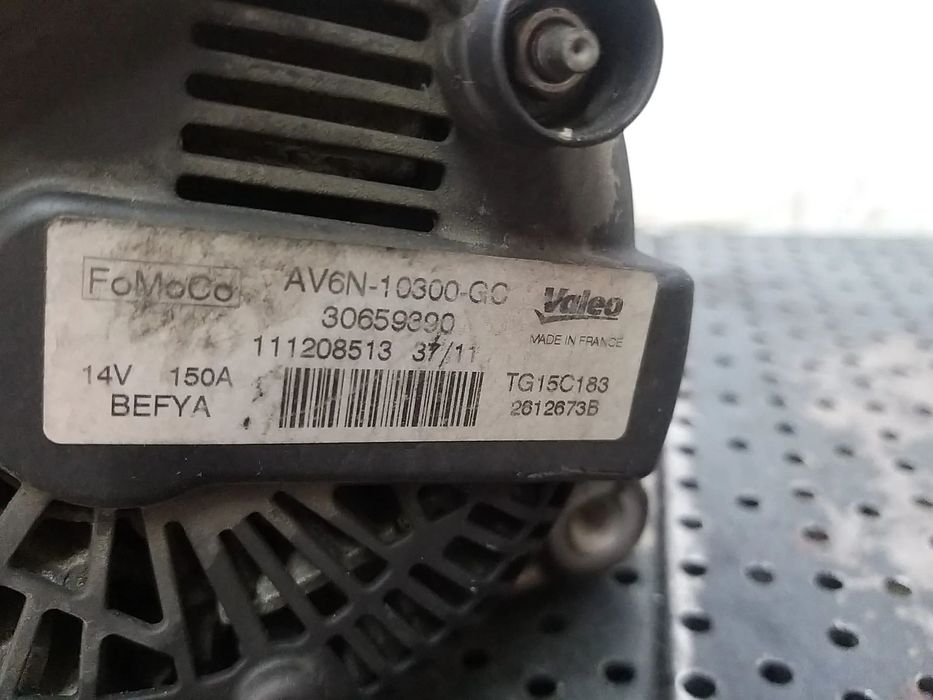 FoMoCo
AV6N-10300-GC
30659390
111208513 37/11
14V 150A
BEFYA
Valeo
MADE IN FRANCE
TG15C183
2612673B